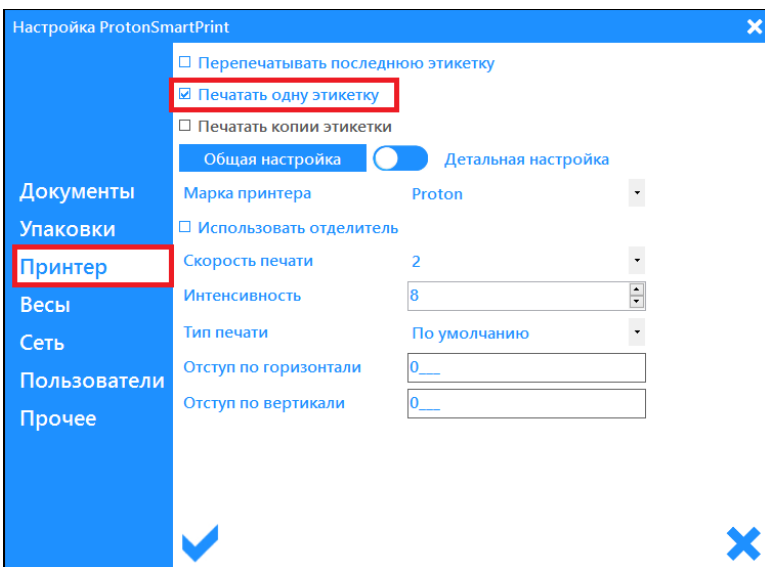 Настройка ProtonSmartPrint
Перепечатывать последнюю этикетку
Печатать одну этикетку
Печатать копии этикетки
Общая настройка Детальная настройка
Документы
Упаковки
Принтер
Весы
Сеть
Пользователи
Прочее
Марка принтера Proton
Использовать отделитель
Скорость печати 2
Интенсивность 8
Тип печати По умолчанию
Отступ по горизонтали 0___
Отступ по вертикали 0___